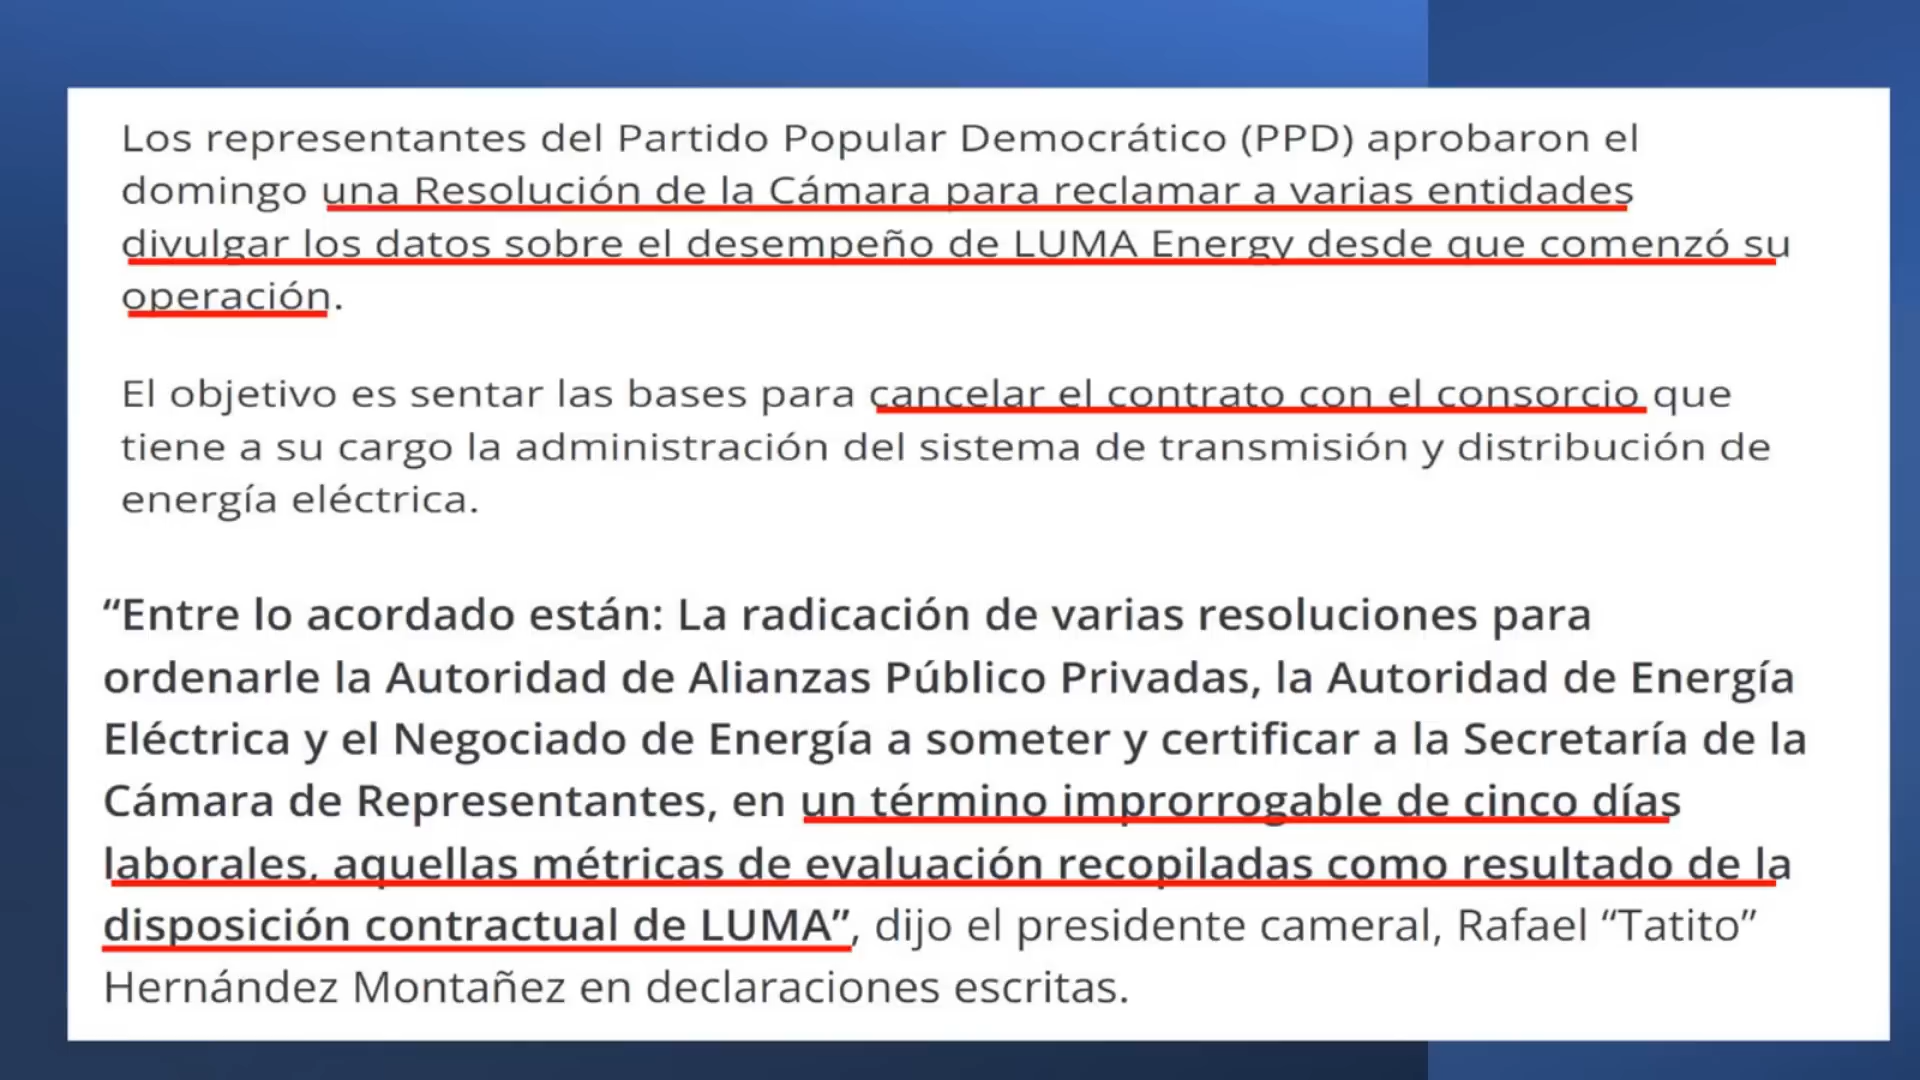 Los representantes del Partido Popular Democrático (PPD) aprobaron el
domingo una Resolución de la Cámara para reclamar a varias entidades
divulgar los datos sobre el desempeño de LUMA Energy desde que comenzó su
operación.
El objetivo es sentar las bases para cancelar el contrato con el consorcio que
tiene a su cargo la administración del sistema de transmisión y distribución de
energía eléctrica.
“Entre lo acordado están: La radicación de varias resoluciones para
ordenarle la Autoridad de Alianzas Público Privadas, la Autoridad de Energía
Eléctrica y el Negociado de Energía a someter y certificar a la Secretaría de la
Cámara de Representantes, en un término improrrogable de cinco días
laborales, aquellas métricas de evaluación recopiladas como resultado de la
disposición contractual de LUMA”, dijo el presidente cameral, Rafael “Tatito”
Hernández Montañez en declaraciones escritas.